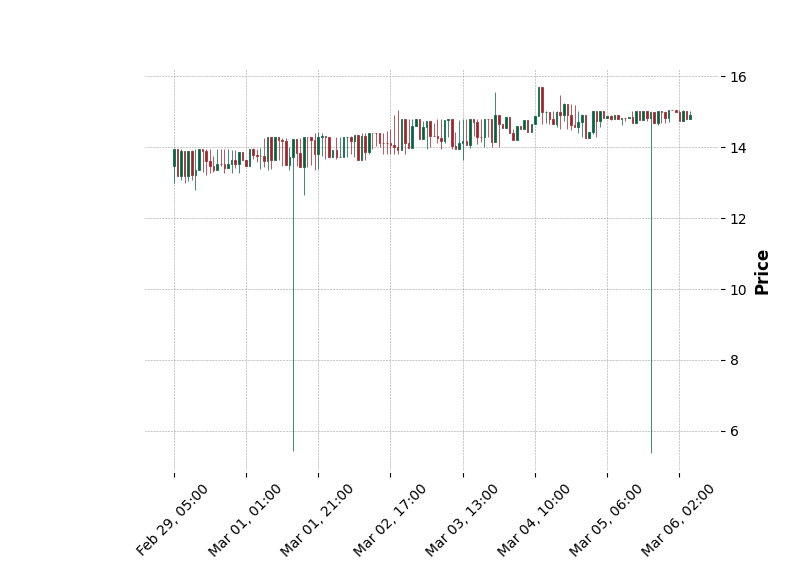 16
14
12
10
8
6
Price
Feb 29, 05:00
Mar 01, 01:00
Mar 01, 21:00
Mar 02, 17:00
Mar 03, 13:00
Mar 04, 10:00
Mar 05, 06:00
Mar 06, 02:00